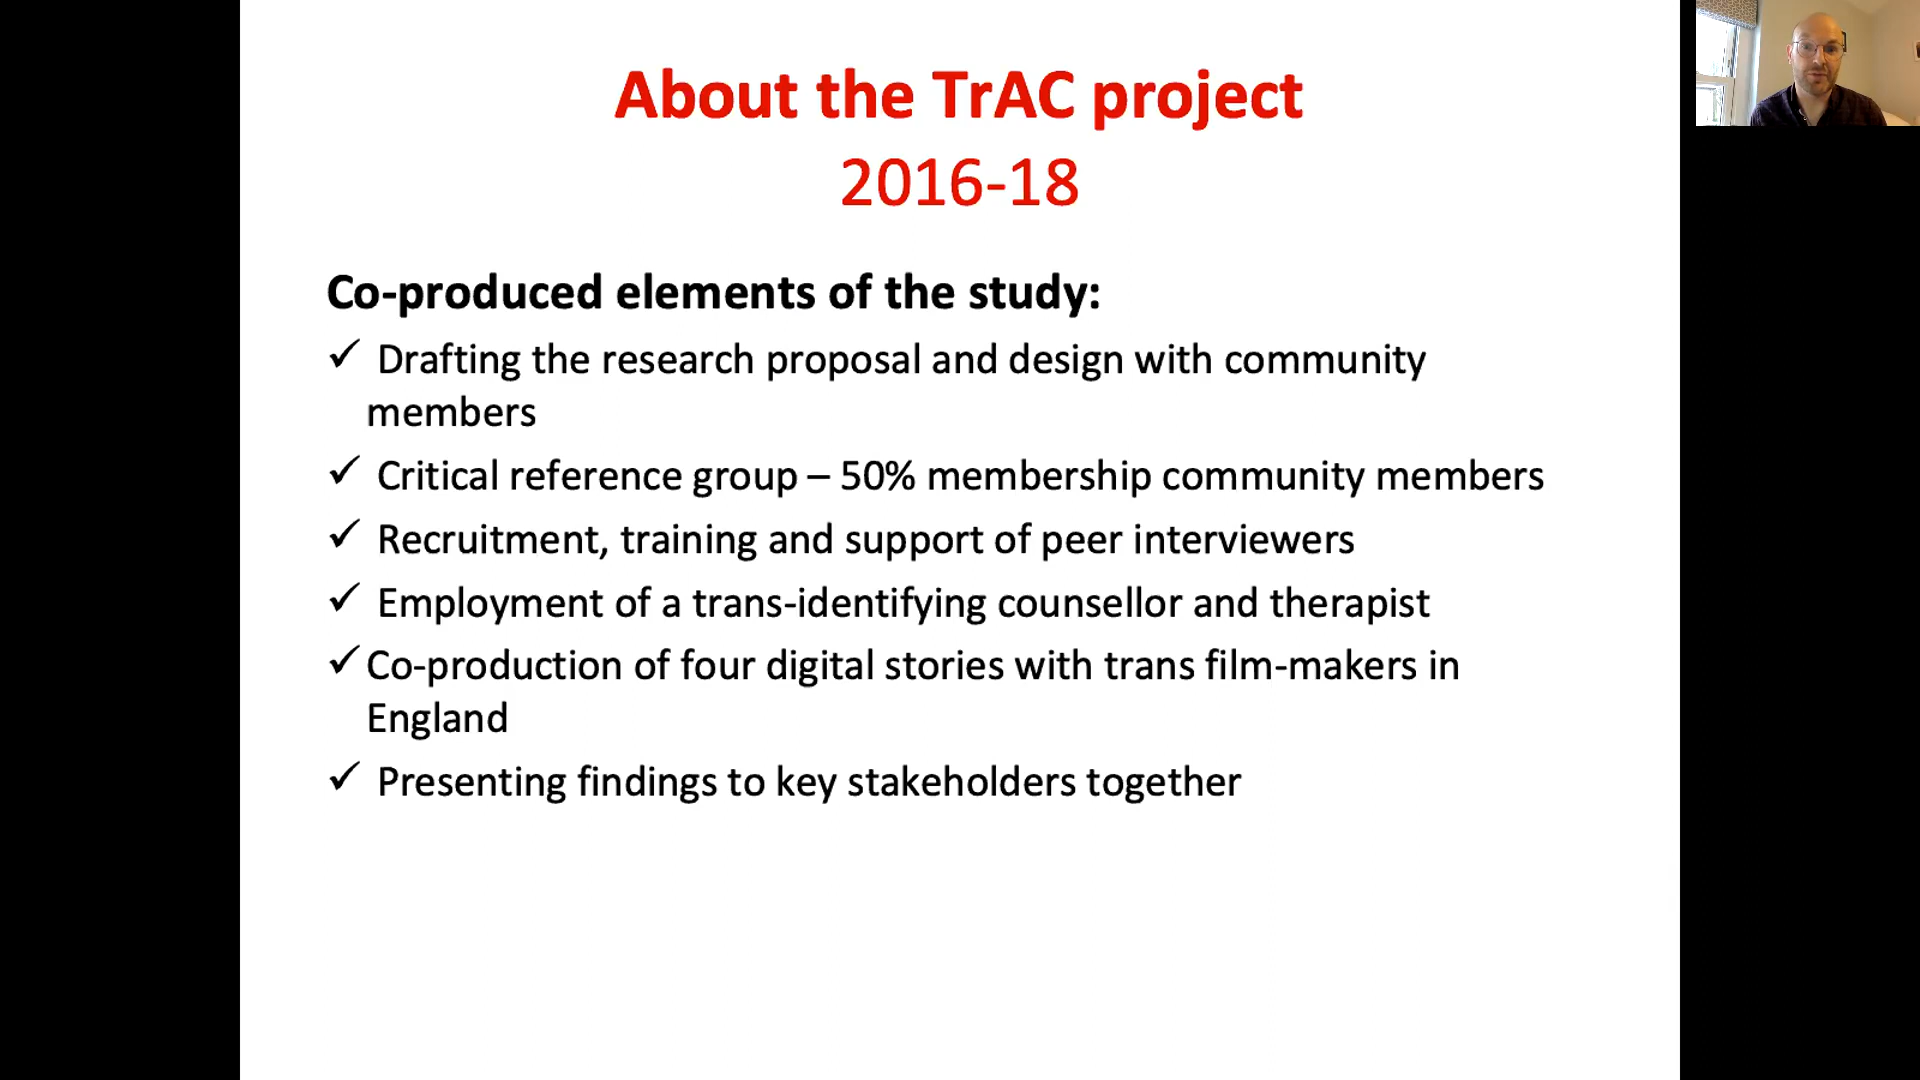 About the TrAC project
2016-18
Co-produced elements of the study:
✓ Drafting the research proposal and design with community
members
✓ Critical reference group – 50% membership community members
✓ Recruitment, training and support of peer interviewers
✓ Employment of a trans-identifying counsellor and therapist
✓ Co-production of four digital stories with trans film-makers in
England
✓ Presenting findings to key stakeholders together